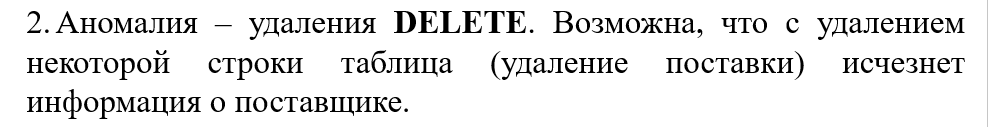 2. Аномалия – удаления DELETE. Возможна, что с удалением
некоторой строки таблица (удаление поставки) исчезнет
информация о поставщике.